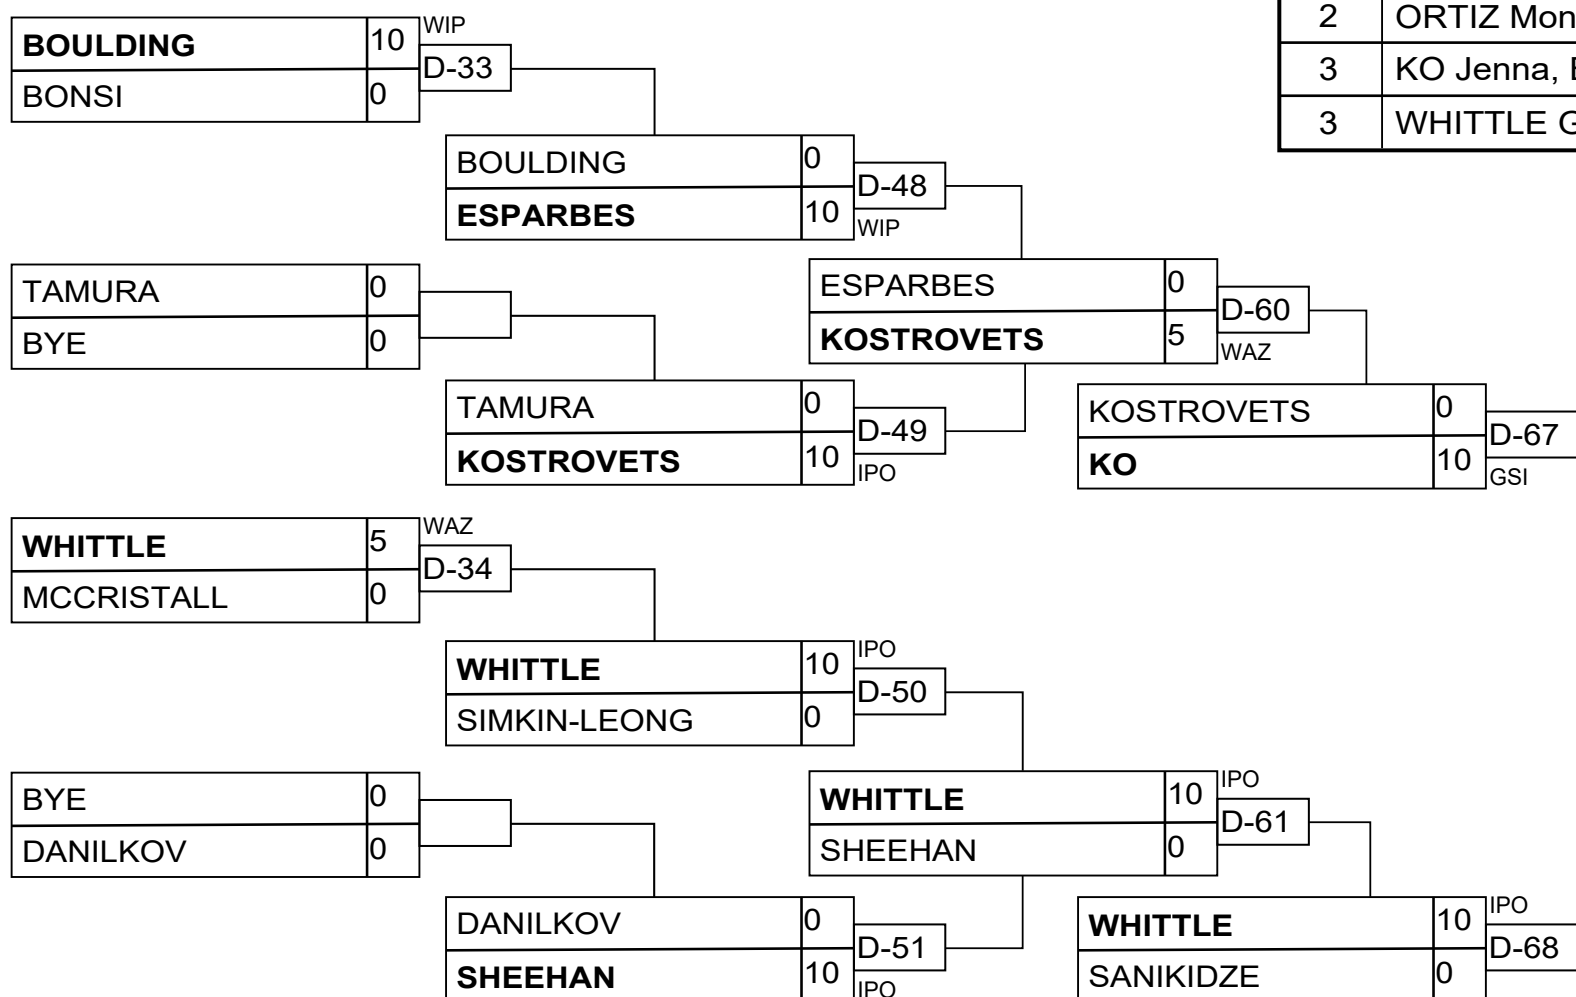 2 ORTIZ Mon
3 KO Jenna,
3 WHITTLE G
BOULDING 10 WIP
D-33
BONSI 0
BOULDING 0
D-48
ESPARBES 10 WIP
TAMURA 0
BYE 0
ESPARBES 0
D-60
KOSTROVETS 5 WAZ
TAMURA 0
D-49
KOSTROVETS 10 IPO
KOSTROVETS 0
D-67
KO 10 GSI
WHITTLE 5 WAZ
D-34
MCCRISTALL 0
WHITTLE 10 IPO
D-50
SIMKIN-LEONG 0
BYE 0
DANILKOV 0
WHITTLE 10 IPO
D-61
SHEEHAN 0
DANILKOV 0
D-51
SHEEHAN 10 IPO
WHITTLE 10 IPO
D-68
SANIKIDZE 0